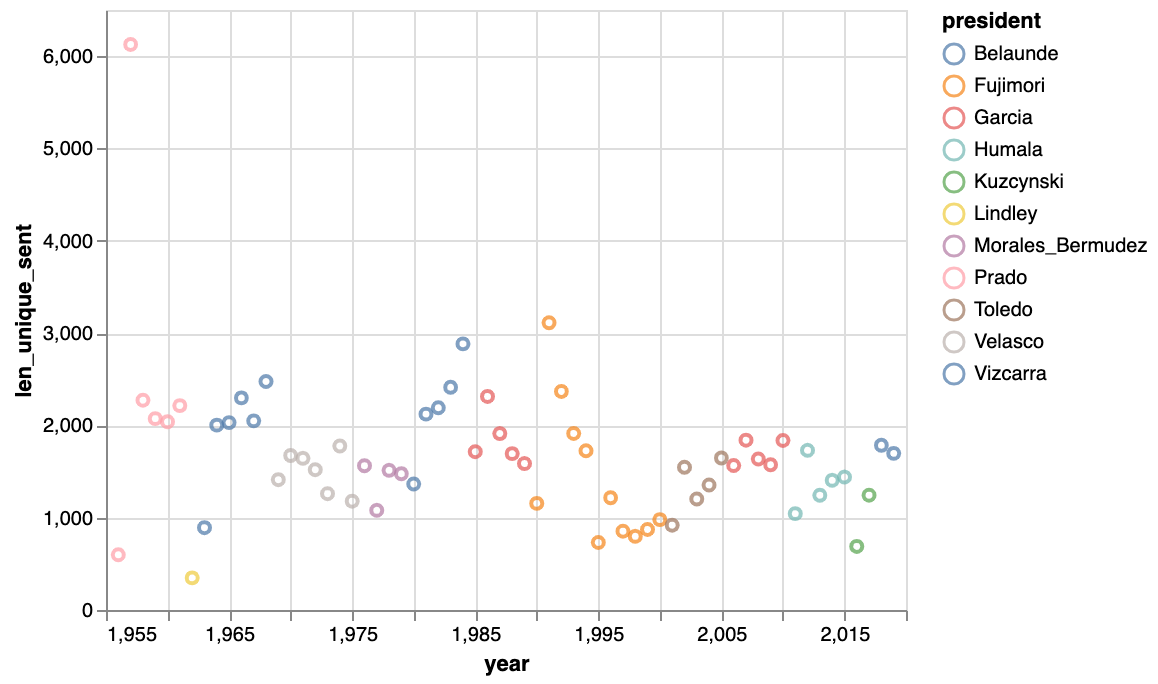 president
Belaunde
Fujimori
Garcia
Humala
Kuzcynski
Lindley
Morales_Bermudez
Prado
Toledo
Velasco
Vizcarra
len_unique_sent
6,000
5,000
4,000
3,000
2,000
1,000
0
1,955 1,965 1,975 1,985 1,995 2,005 2,015
year